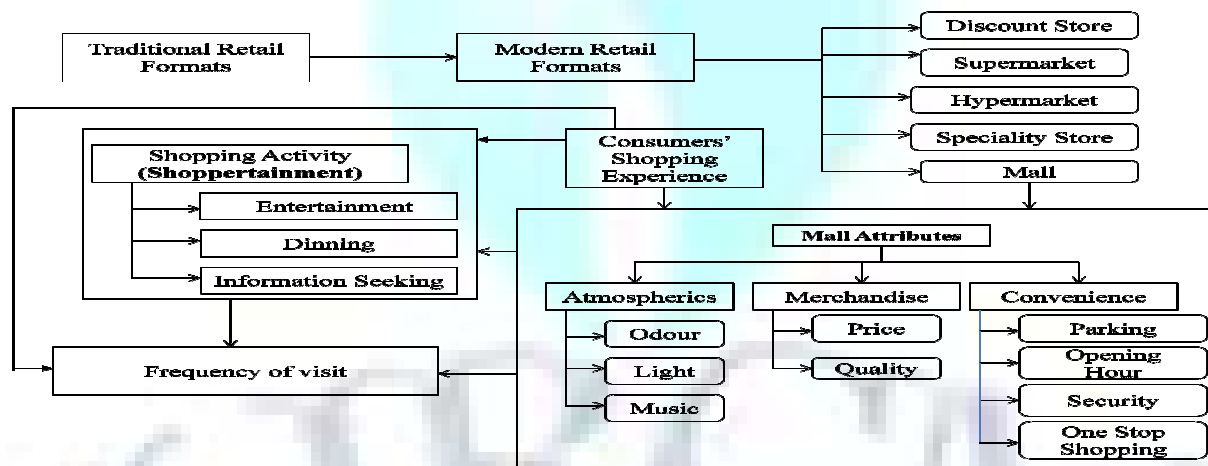 Traditional Retail
Formats
Modern Retail
Formats
Discount Store
Supermarket
Hypermarket
Speciality Store
Mall
Consumers'
Shopping
Experience
Shopping Activity
(Shoppertainment)
Entertainment
Dinning
Information Seeking
Frequency of visit
Mall Attributes
Atmospherics
Odour
Light
Music
Merchandise
Price
Quality
Convenience
Parking
Opening
Hour
Security
One Stop
Shopping